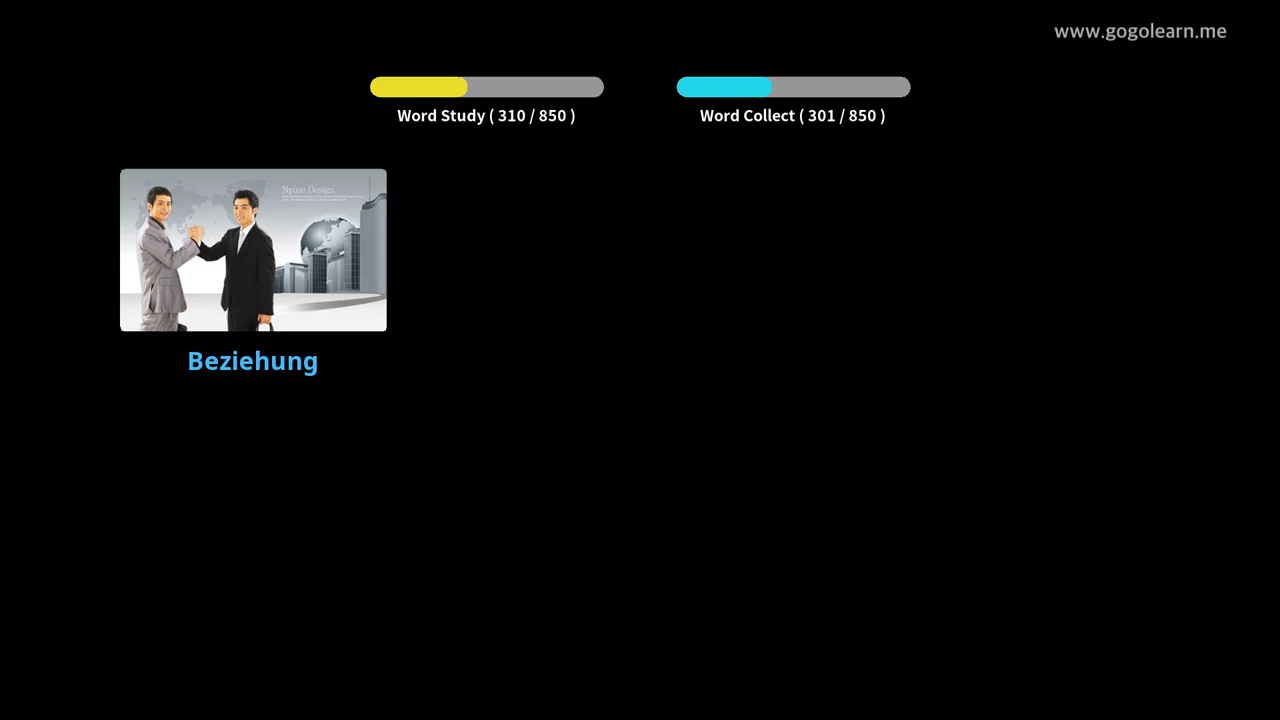 www.gogolearn.me
Word Study ( 310 / 850 )
Word Collect ( 301 / 850 )
Npine Design
Beziehung